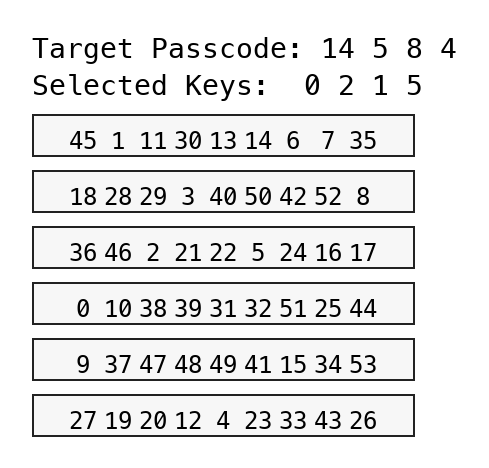 Target Passcode: 14 5 8 4
Selected Keys: 0 2 1 5
45 1 11 30 13 14 6 7 35
18 28 29 3 40 50 42 52 8
36 46 2 21 22 5 24 16 17
0 10 38 39 31 32 51 25 44
9 37 47 48 49 41 15 34 53
27 19 20 12 4 23 33 43 26